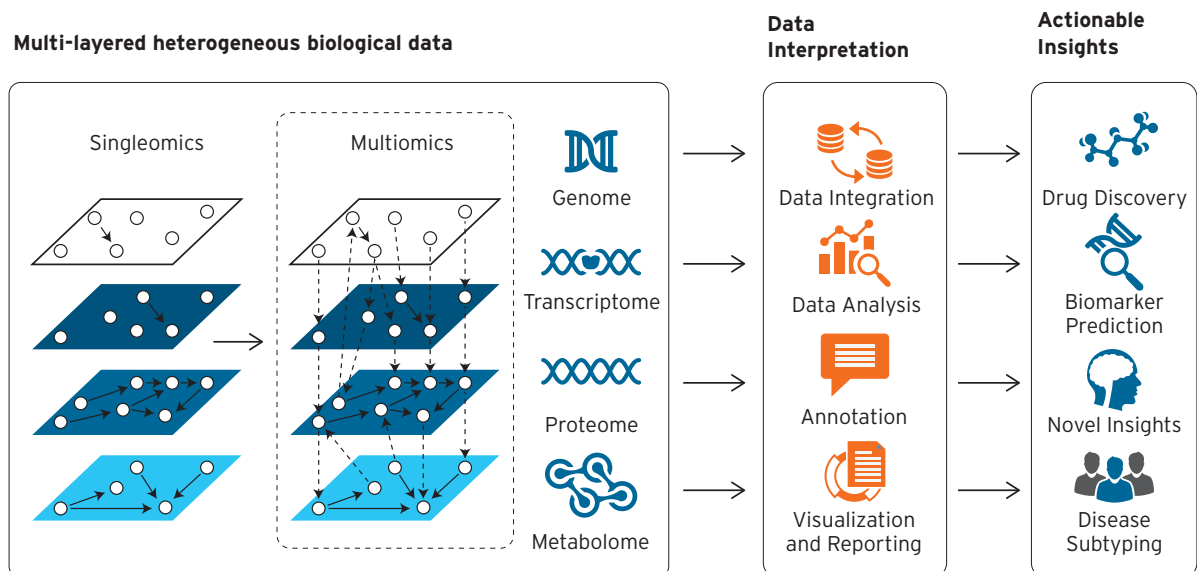 Multi-layered heterogeneous biological data
Data
Interpretation
Actionable
Insights
Singleomics
Multiomics
Genome
Transcriptome
Proteome
Metabolome
Data Integration
Data Analysis
Annotation
Visualization
and Reporting
Drug Discovery
Biomarker
Prediction
Novel Insights
Disease
Subtyping